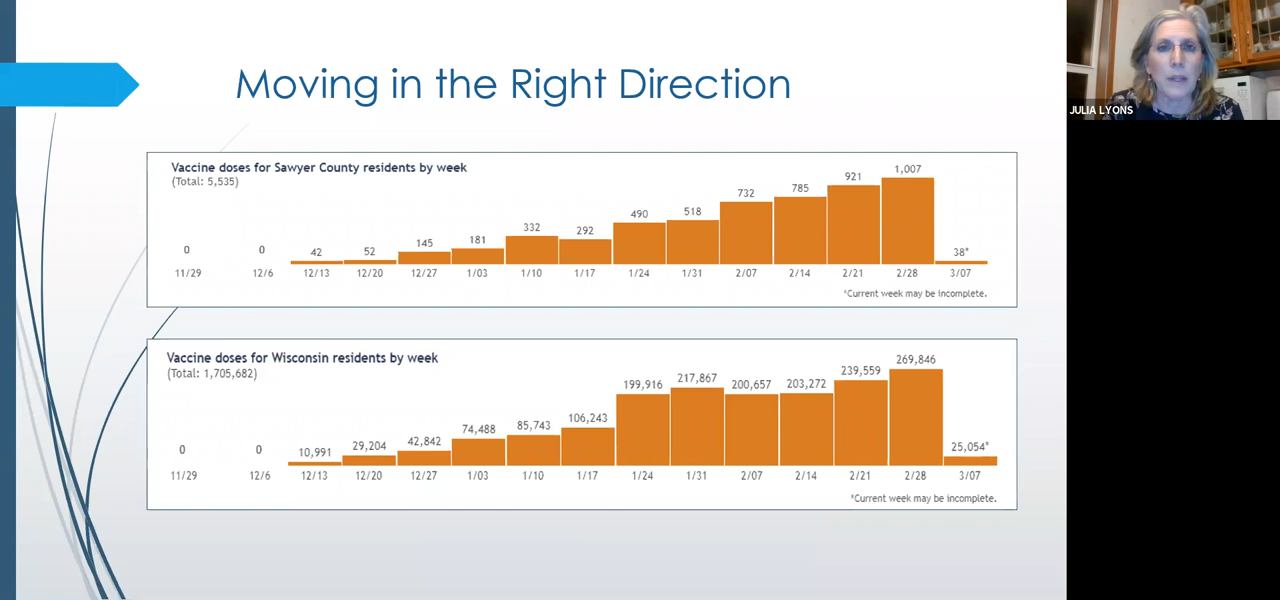 Moving in the Right Direction
JULIA LYONS
Vaccine doses for Sawyer County residents by week
(Total: 5,535)
0 0 42 52 145 181 332 292 490 518 732 785 921 1,007 38*
11/29 12/6 12/13 12/20 12/27 1/03 1/10 1/17 1/24 1/31 2/07 2/14 2/21 2/28 3/07
*Current week may be incomplete.
Vaccine doses for Wisconsin residents by week
(Total: 1,705,682)
0 0 10,991 29,204 42,842 74,488 85,743 106,243 199,916 217,867 200,657 203,272 239,559 269,846 25,054*
11/29 12/6 12/13 12/20 12/27 1/03 1/10 1/17 1/24 1/31 2/07 2/14 2/21 2/28 3/07
*Current week may be incomplete.